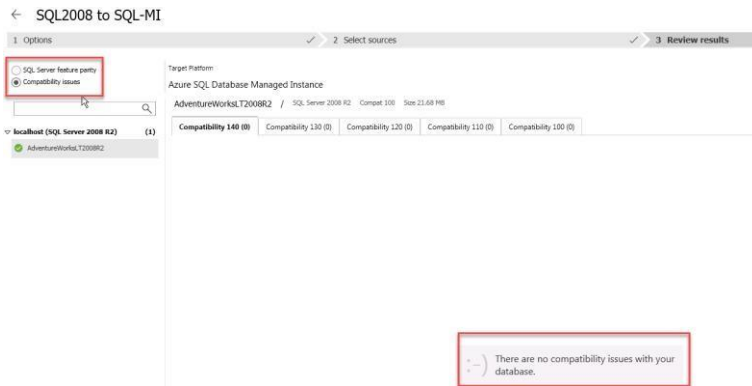 ← SQL2008 to SQL-MI
1 Options ✓ 2 Select sources ✓ 3 Review results
SQL Server feature parity
Compatibility issues
localhost (SQL Server 2008 R2) (1)
AdventureWorksLT2008R2
Target Platform
Azure SQL Database Managed Instance
AdventureWorksLT2008R2 / SQL Server 2008 R2 Compat 100 Size 21.68 MB
Compatibility 140 (0) Compatibility 130 (0) Compatibility 120 (0) Compatibility 110 (0) Compatibility 100 (0)
:-) There are no compatibility issues with your
database.